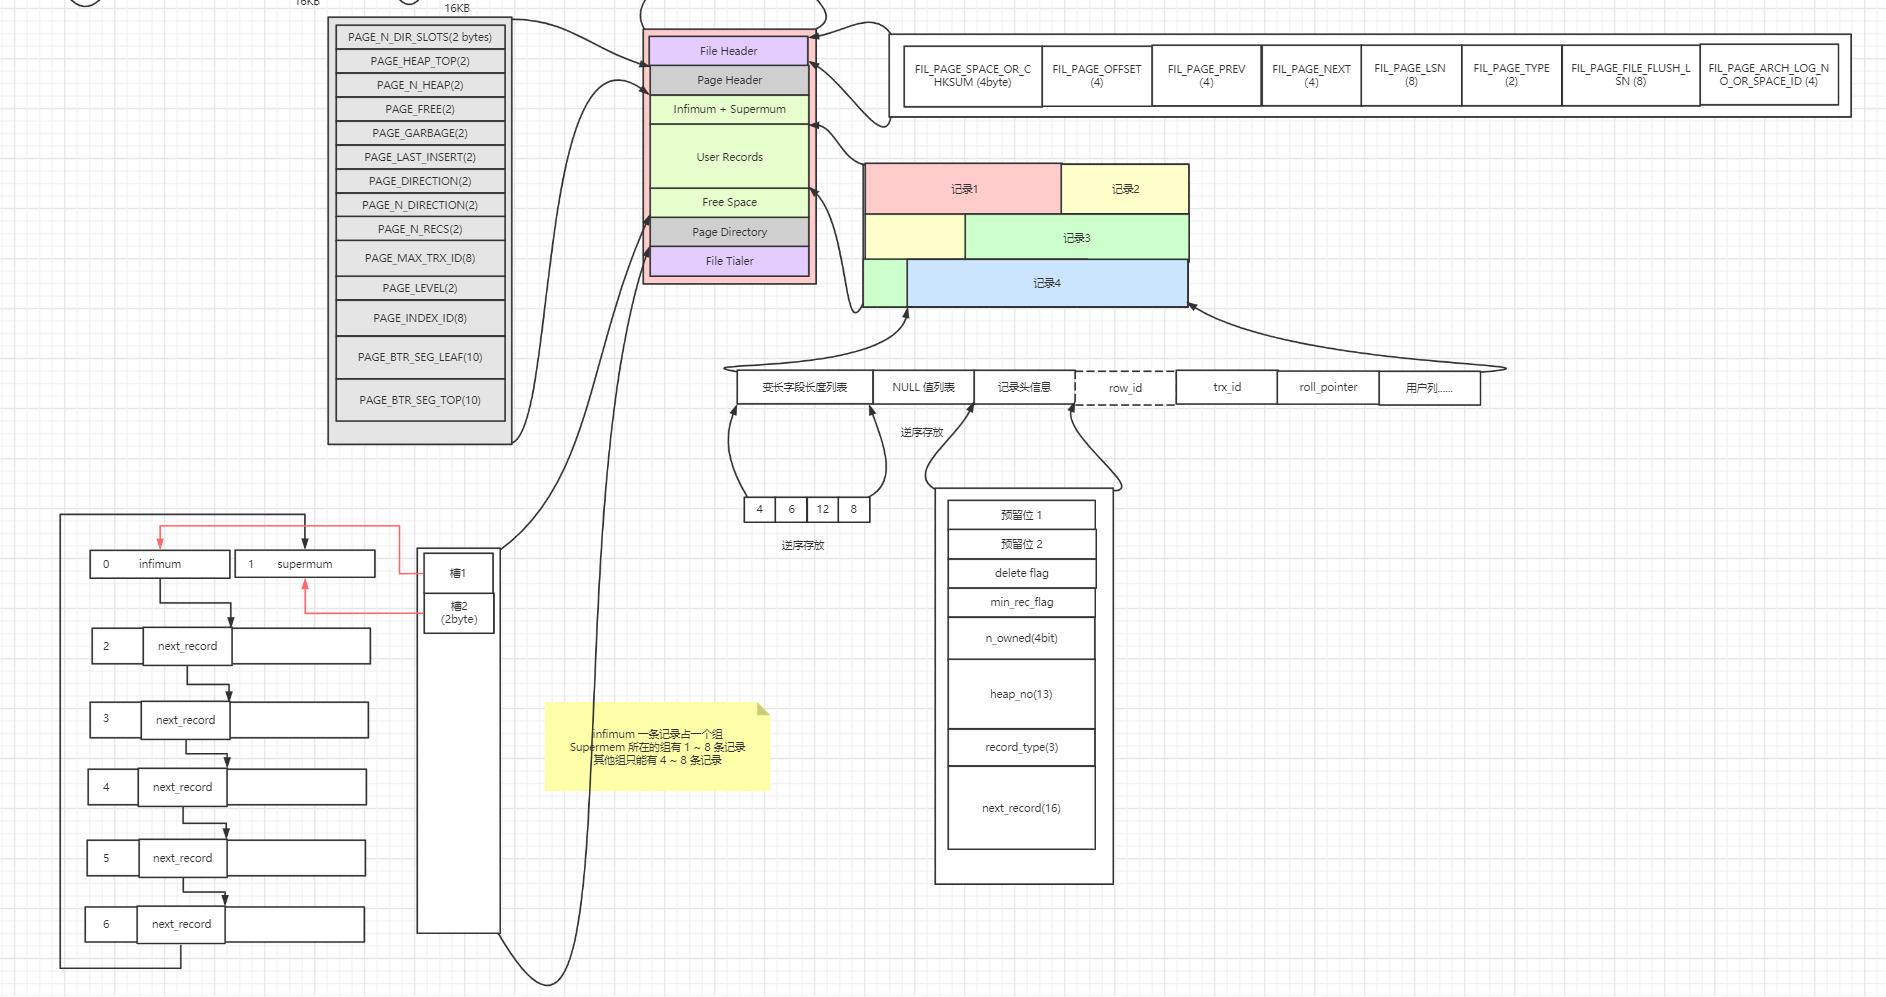 16KB
16KB
PAGE_N_DIR_SLOTS(2 bytes)
PAGE_HEAP_TOP(2)
PAGE_N_HEAP(2)
PAGE_FREE(2)
PAGE_GARBAGE(2)
PAGE_LAST_INSERT(2)
PAGE_DIRECTION(2)
PAGE_N_DIRECTION(2)
PAGE_N_RECS(2)
PAGE_MAX_TRX_ID(8)
PAGE_LEVEL(2)
PAGE_INDEX_ID(8)
PAGE_BTR_SEG_LEAF(10)
PAGE_BTR_SEG_TOP(10)
File Header
Page Header
Infimum + Supermum
User Records
Free Space
Page Directory
File Tialer
FIL_PAGE_SPACE_OR_C
HKSUM (4byte)
FIL_PAGE_OFFSET
(4)
FIL_PAGE_PREV
(4)
FIL_PAGE_NEXT
(4)
FIL_PAGE_LSN
(8)
FIL_PAGE_TYPE
(2)
FIL_PAGE_FILE_FLUSH_L
SN (8)
FIL_PAGE_ARCH_LOG_N
O_OR_SPACE_ID (4)
记录1
记录2
记录3
记录4
变长字段长度列表
NULL 值列表
记录头信息
row_id
trx_id
roll_pointer
用户列......
逆序存放
4 6 12 8
逆序存放
预留位 1
预留位 2
delete flag
min_rec_flag
n_owned(4bit)
heap_no(13)
record_type(3)
next_record(16)
0 infimum
1 supermum
2 next_record
3 next_record
4 next_record
5 next_record
6 next_record
槽1
槽2
(2byte)
infimum 一条记录占一个组
Supermem 所在的组有 1 ~ 8 条记录
其他组只能有 4 ~ 8 条记录